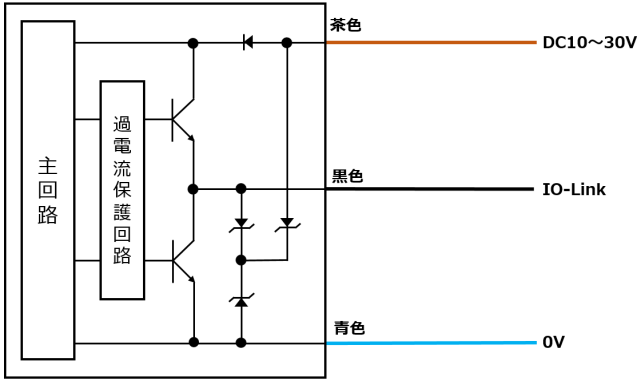 茶色
DC10～30V
主回路
過電流保護回路
黒色
IO-Link
青色
0V